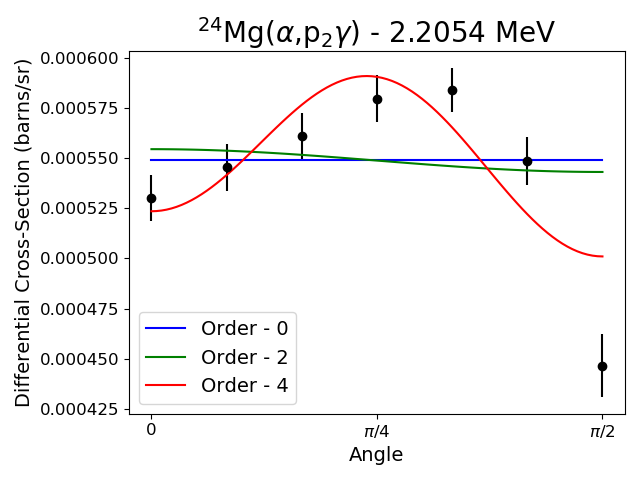 ²⁴Mg(α,p₂γ) - 2.2054 MeV
Differential Cross-Section (barns/sr)
0.000600
0.000575
0.000550
0.000525
0.000500
0.000475
0.000450
0.000425
Order - 0
Order - 2
Order - 4
0
π/4
π/2
Angle